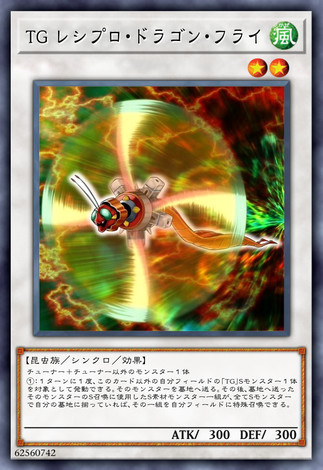 TG レシプロ・ドラゴン・フライ
風
【昆虫族／シンクロ／効果】
チューナー＋チューナー以外のモンスター１体
①：１ターンに１度、このカード以外の自分フィールドの「TG」Sモンスター１体
を対象として発動できる。そのモンスターを墓地へ送る。その後、墓地へ送った
そのモンスターのS召喚に使用したS素材モンスター一組が、全てSモンスター
で自分の墓地に揃っていれば、その一組を自分フィールドに特殊召喚できる。
ATK/ 300 DEF/ 300
62560742